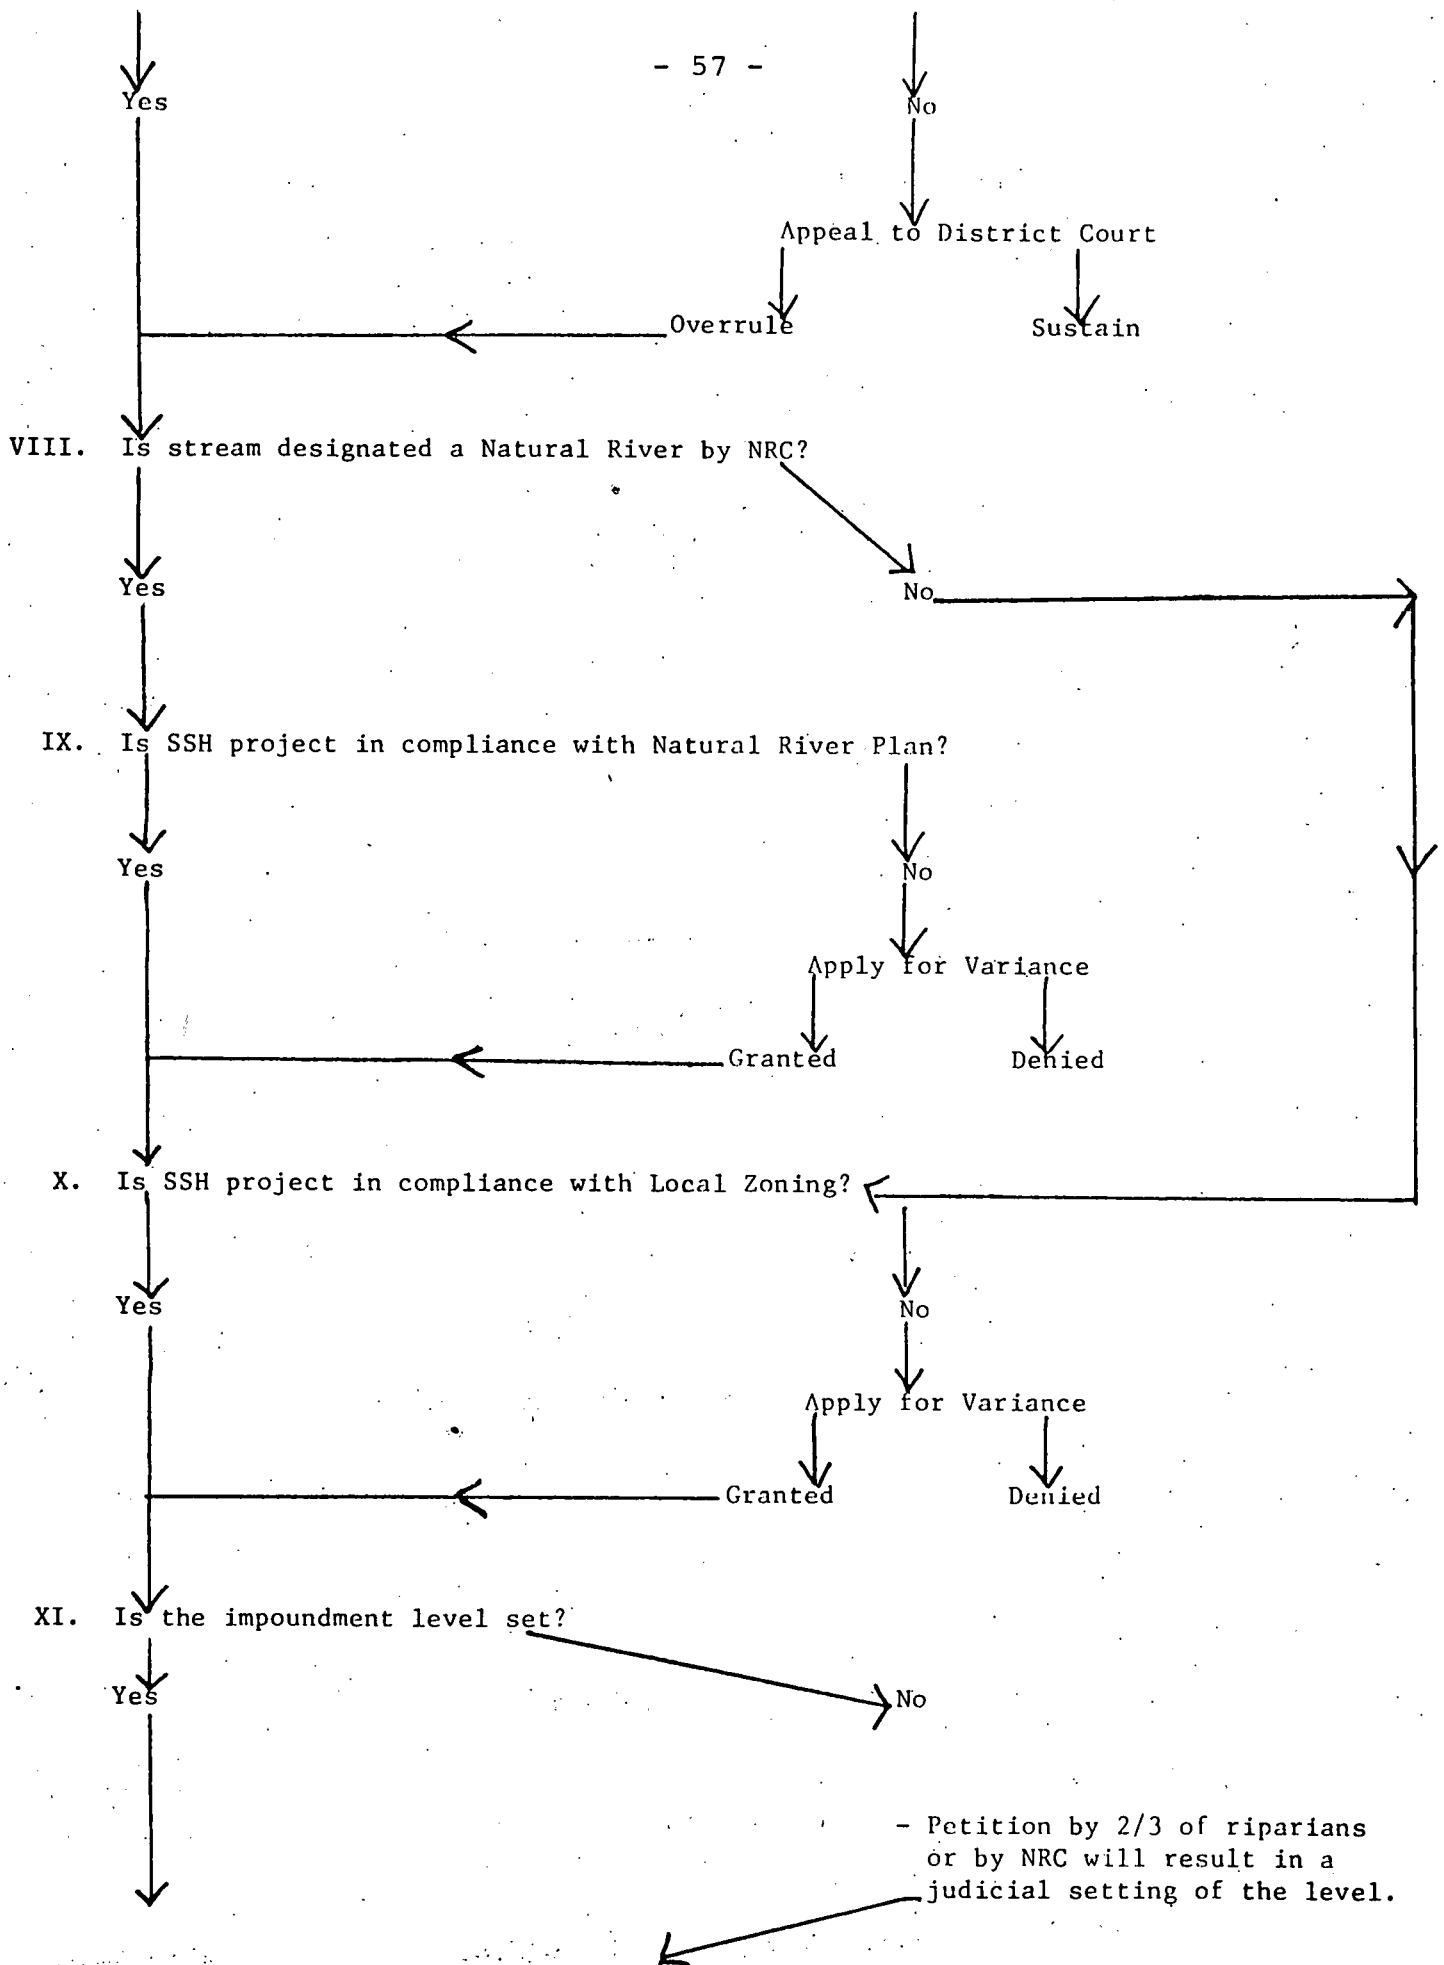 - 57 -
Yes
No
Appeal to District Court
Overrule
Sustain
VIII. Is stream designated a Natural River by NRC?
Yes
No
IX. Is SSH project in compliance with Natural River Plan?
Yes
No
Apply for Variance
Granted
Denied
X. Is SSH project in compliance with Local Zoning?
Yes
No
Apply for Variance
Granted
Denied
XI. Is the impoundment level set?
Yes
No
- Petition by 2/3 of riparians
or by NRC will result in a
judicial setting of the level.